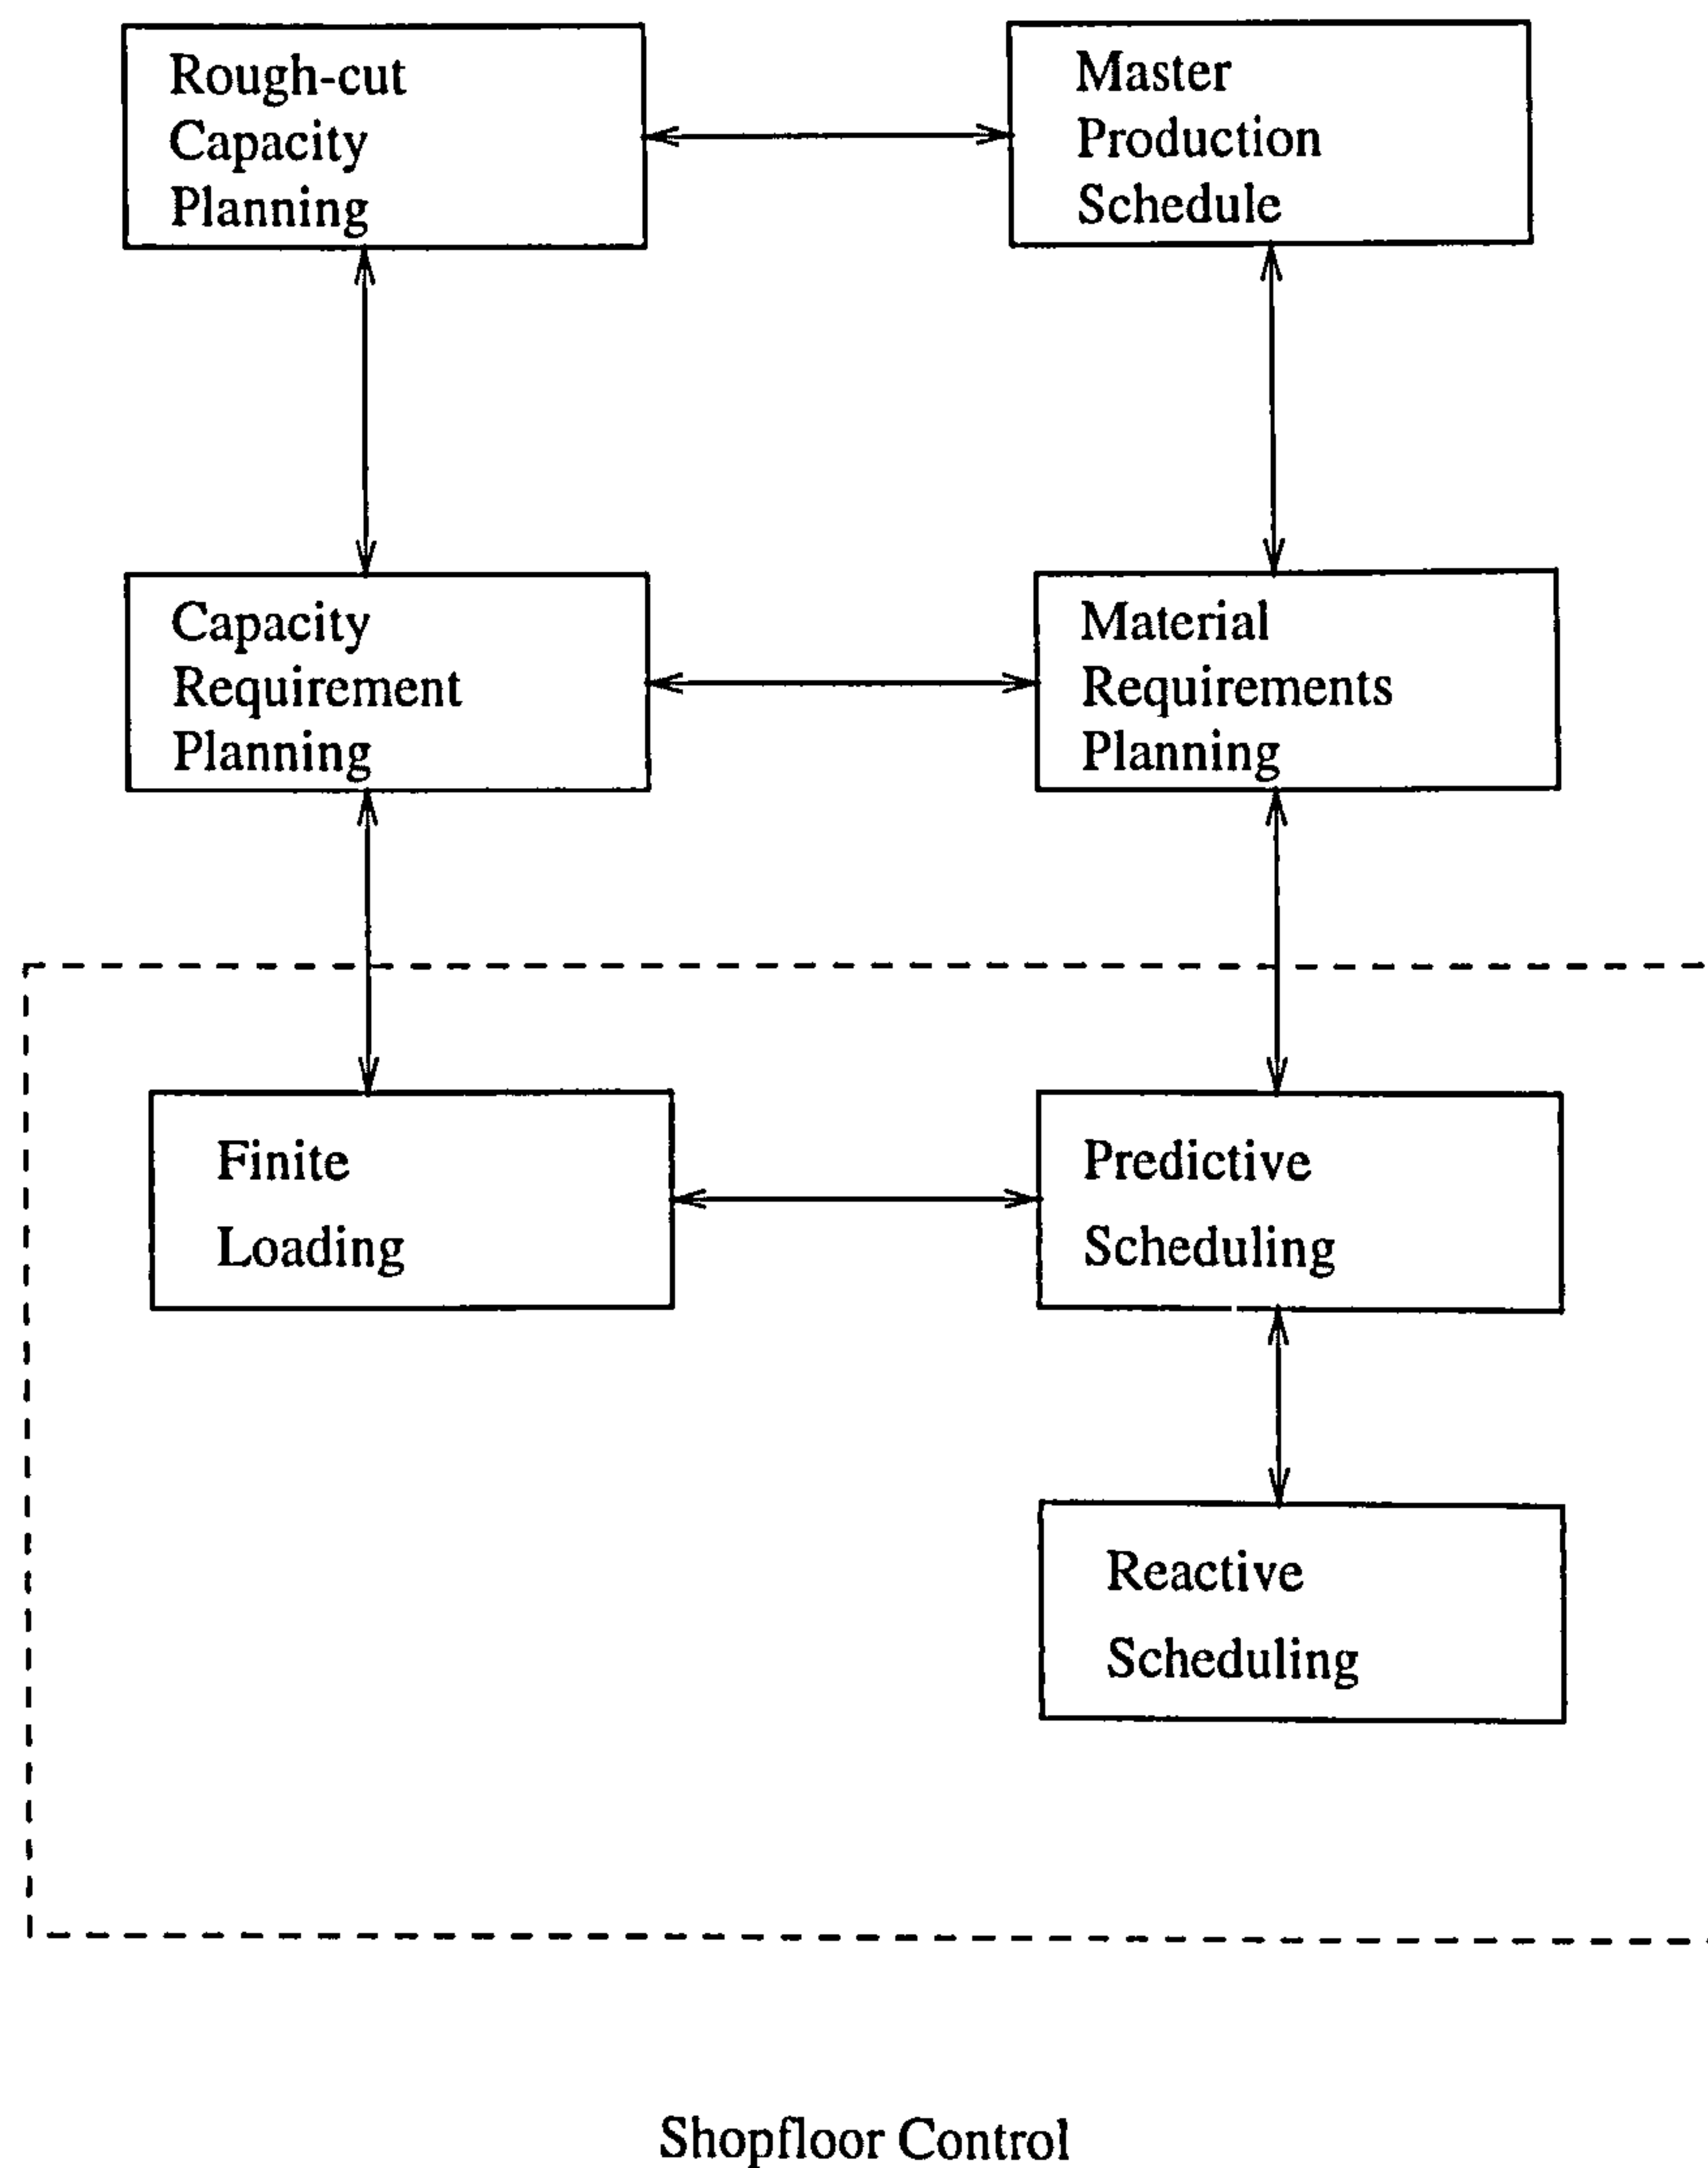 Rough-cut
Capacity
Planning
Master
Production
Schedule
Capacity
Requirement
Planning
Material
Requirements
Planning
Finite
Loading
Predictive
Scheduling
Reactive
Scheduling
Shopfloor Control